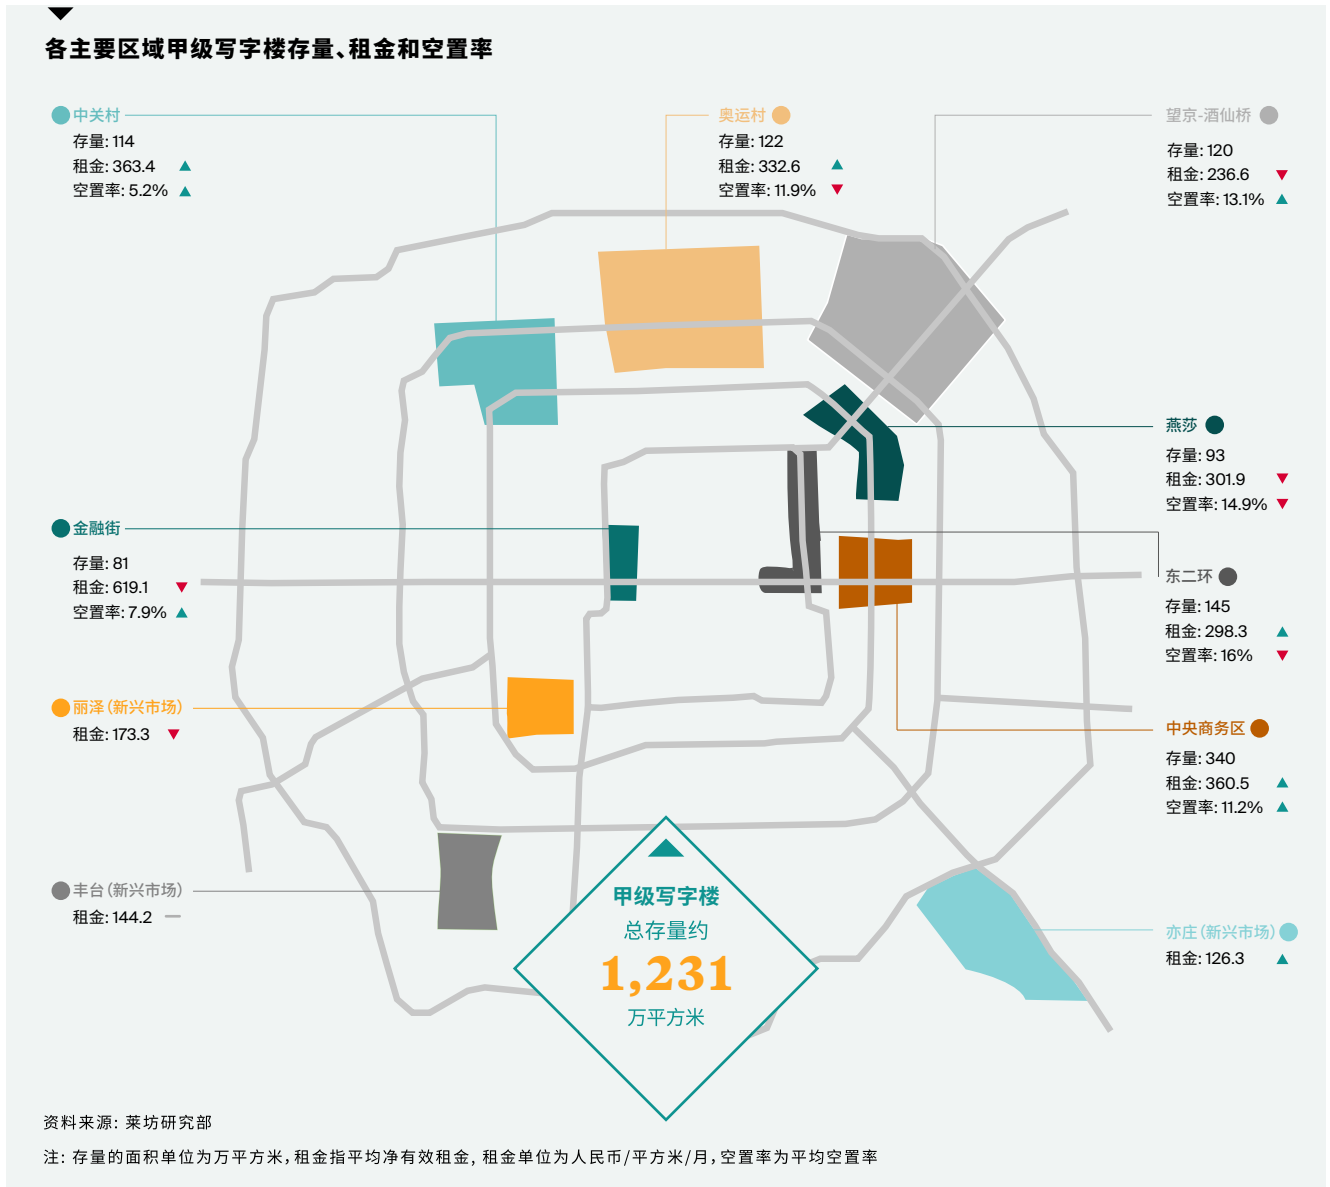 各主要区域甲级写字楼存量、租金和空置率
中关村
存量: 114
租金: 363.4
空置率: 5.2%
奥运村
存量: 122
租金: 332.6
空置率: 11.9%
望京-酒仙桥
存量: 120
租金: 236.6
空置率: 13.1%
燕莎
存量: 93
租金: 301.9
空置率: 14.9%
金融街
存量: 81
租金: 619.1
空置率: 7.9%
东二环
存量: 145
租金: 298.3
空置率: 16%
丽泽（新兴市场）
租金: 173.3
中央商务区
存量: 340
租金: 360.5
空置率: 11.2%
丰台（新兴市场）
租金: 144.2
亦庄（新兴市场）
租金: 126.3
甲级写字楼
总存量约
1,231
万平方米
资料来源: 莱坊研究部
注: 存量的面积单位为万平方米，租金指平均净有效租金, 租金单位为人民币/平方米/月，空置率为平均空置率